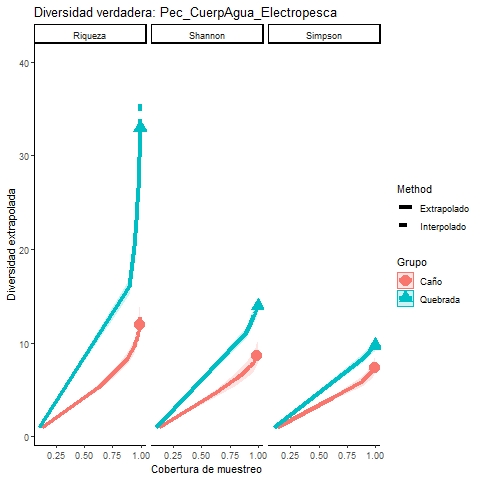 Diversidad verdadera: Pec_CuerpAgua_Electropesca
Riqueza
Shannon
Simpson
Diversidad extrapolada
40
30
20
10
0
0.25 0.50 0.75 1.00
0.25 0.50 0.75 1.00
0.25 0.50 0.75 1.00
Cobertura de muestreo
Method
Extrapolado
Interpolado
Grupo
Caño
Quebrada